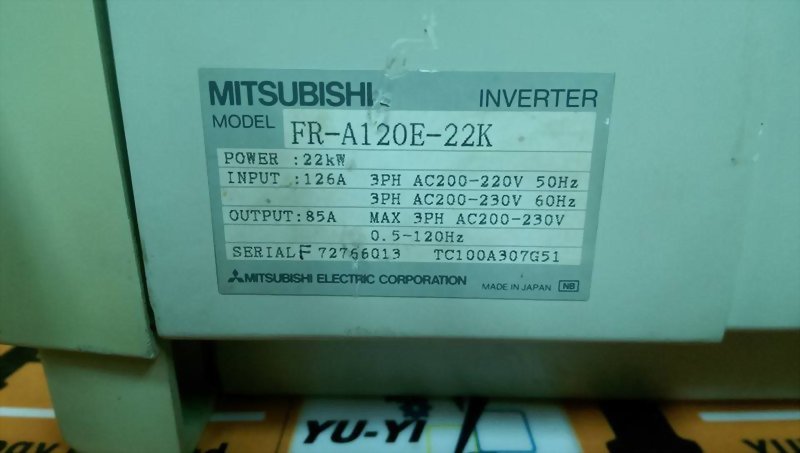 MITSUBISHI INVERTER
MODEL FR-A120E-22K
POWER :22kW
INPUT :126A 3PH AC200-220V 50Hz
3PH AC200-230V 60Hz
OUTPUT:85A MAX 3PH AC200-230V
0.5-120Hz
SERIAL F 72766013 TC100A307G51
MITSUBISHI ELECTRIC CORPORATION MADE IN JAPAN NB
YU-YI